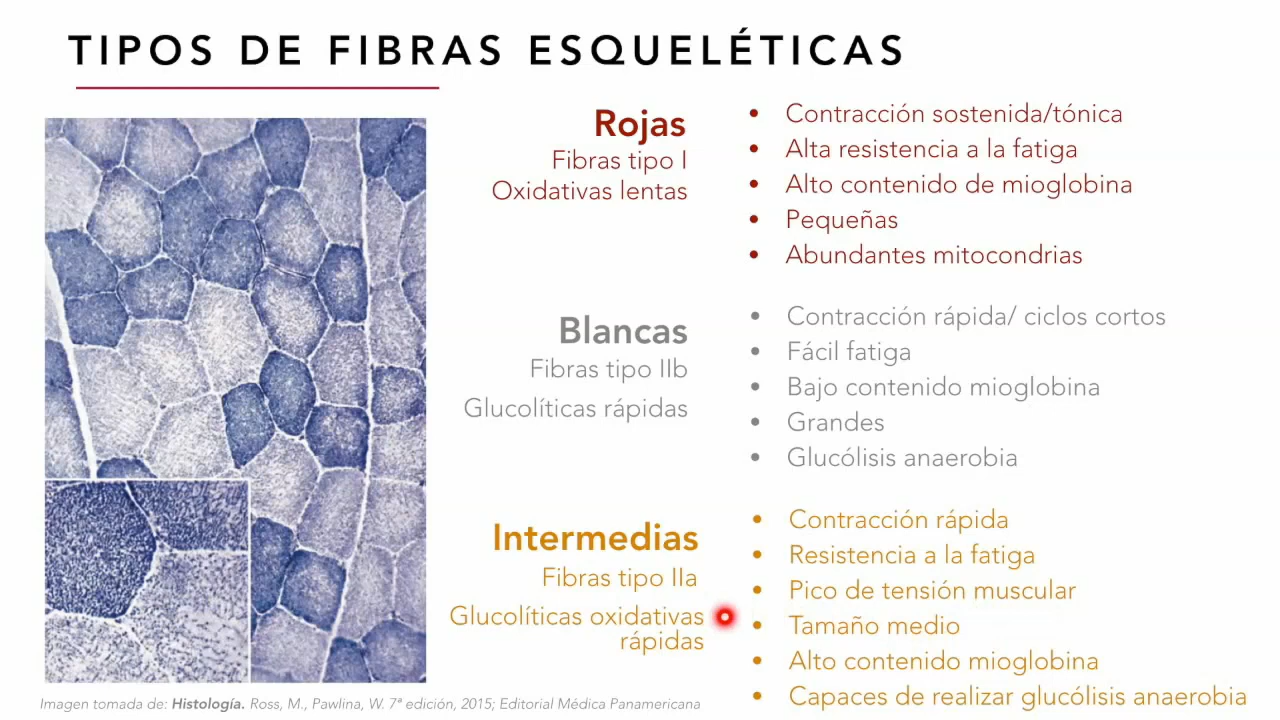 TIPOS DE FIBRAS ESQUELÉTICAS
Rojas
Fibras tipo I
Oxidativas lentas
• Contracción sostenida/tónica
• Alta resistencia a la fatiga
• Alto contenido de mioglobina
• Pequeñas
• Abundantes mitocondrias
Blancas
Fibras tipo IIb
Glucolíticas rápidas
• Contracción rápida/ ciclos cortos
• Fácil fatiga
• Bajo contenido mioglobina
• Grandes
• Glucólisis anaerobia
Intermedias
Fibras tipo IIa
Glucolíticas oxidativas
rápidas
• Contracción rápida
• Resistencia a la fatiga
• Pico de tensión muscular
• Tamaño medio
• Alto contenido mioglobina
• Capaces de realizar glucólisis anaerobia
Imagen tomada de: Histología. Ross, M., Pawlina, W. 7ª edición, 2015; Editorial Médica Panamericana